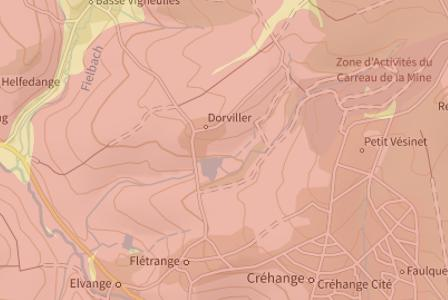 Basse Vigneulles
Fielbach
Zone d'Activités du
Carreau de la Mine
Helfedange
Dorviller
Petit Vésinet
Flétrange
Elvange
Créhange
Créhange Cité
Faulque